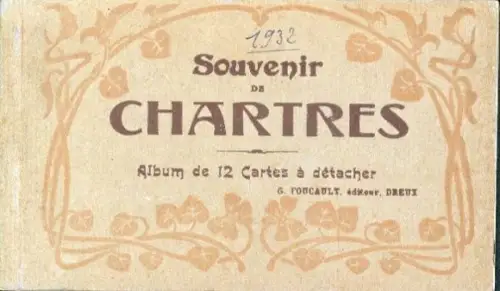 1932
Souvenir
DE
CHARTRES
Album de 12 Cartes à détacher
G. FOUCAULT, éditeur, DREUX